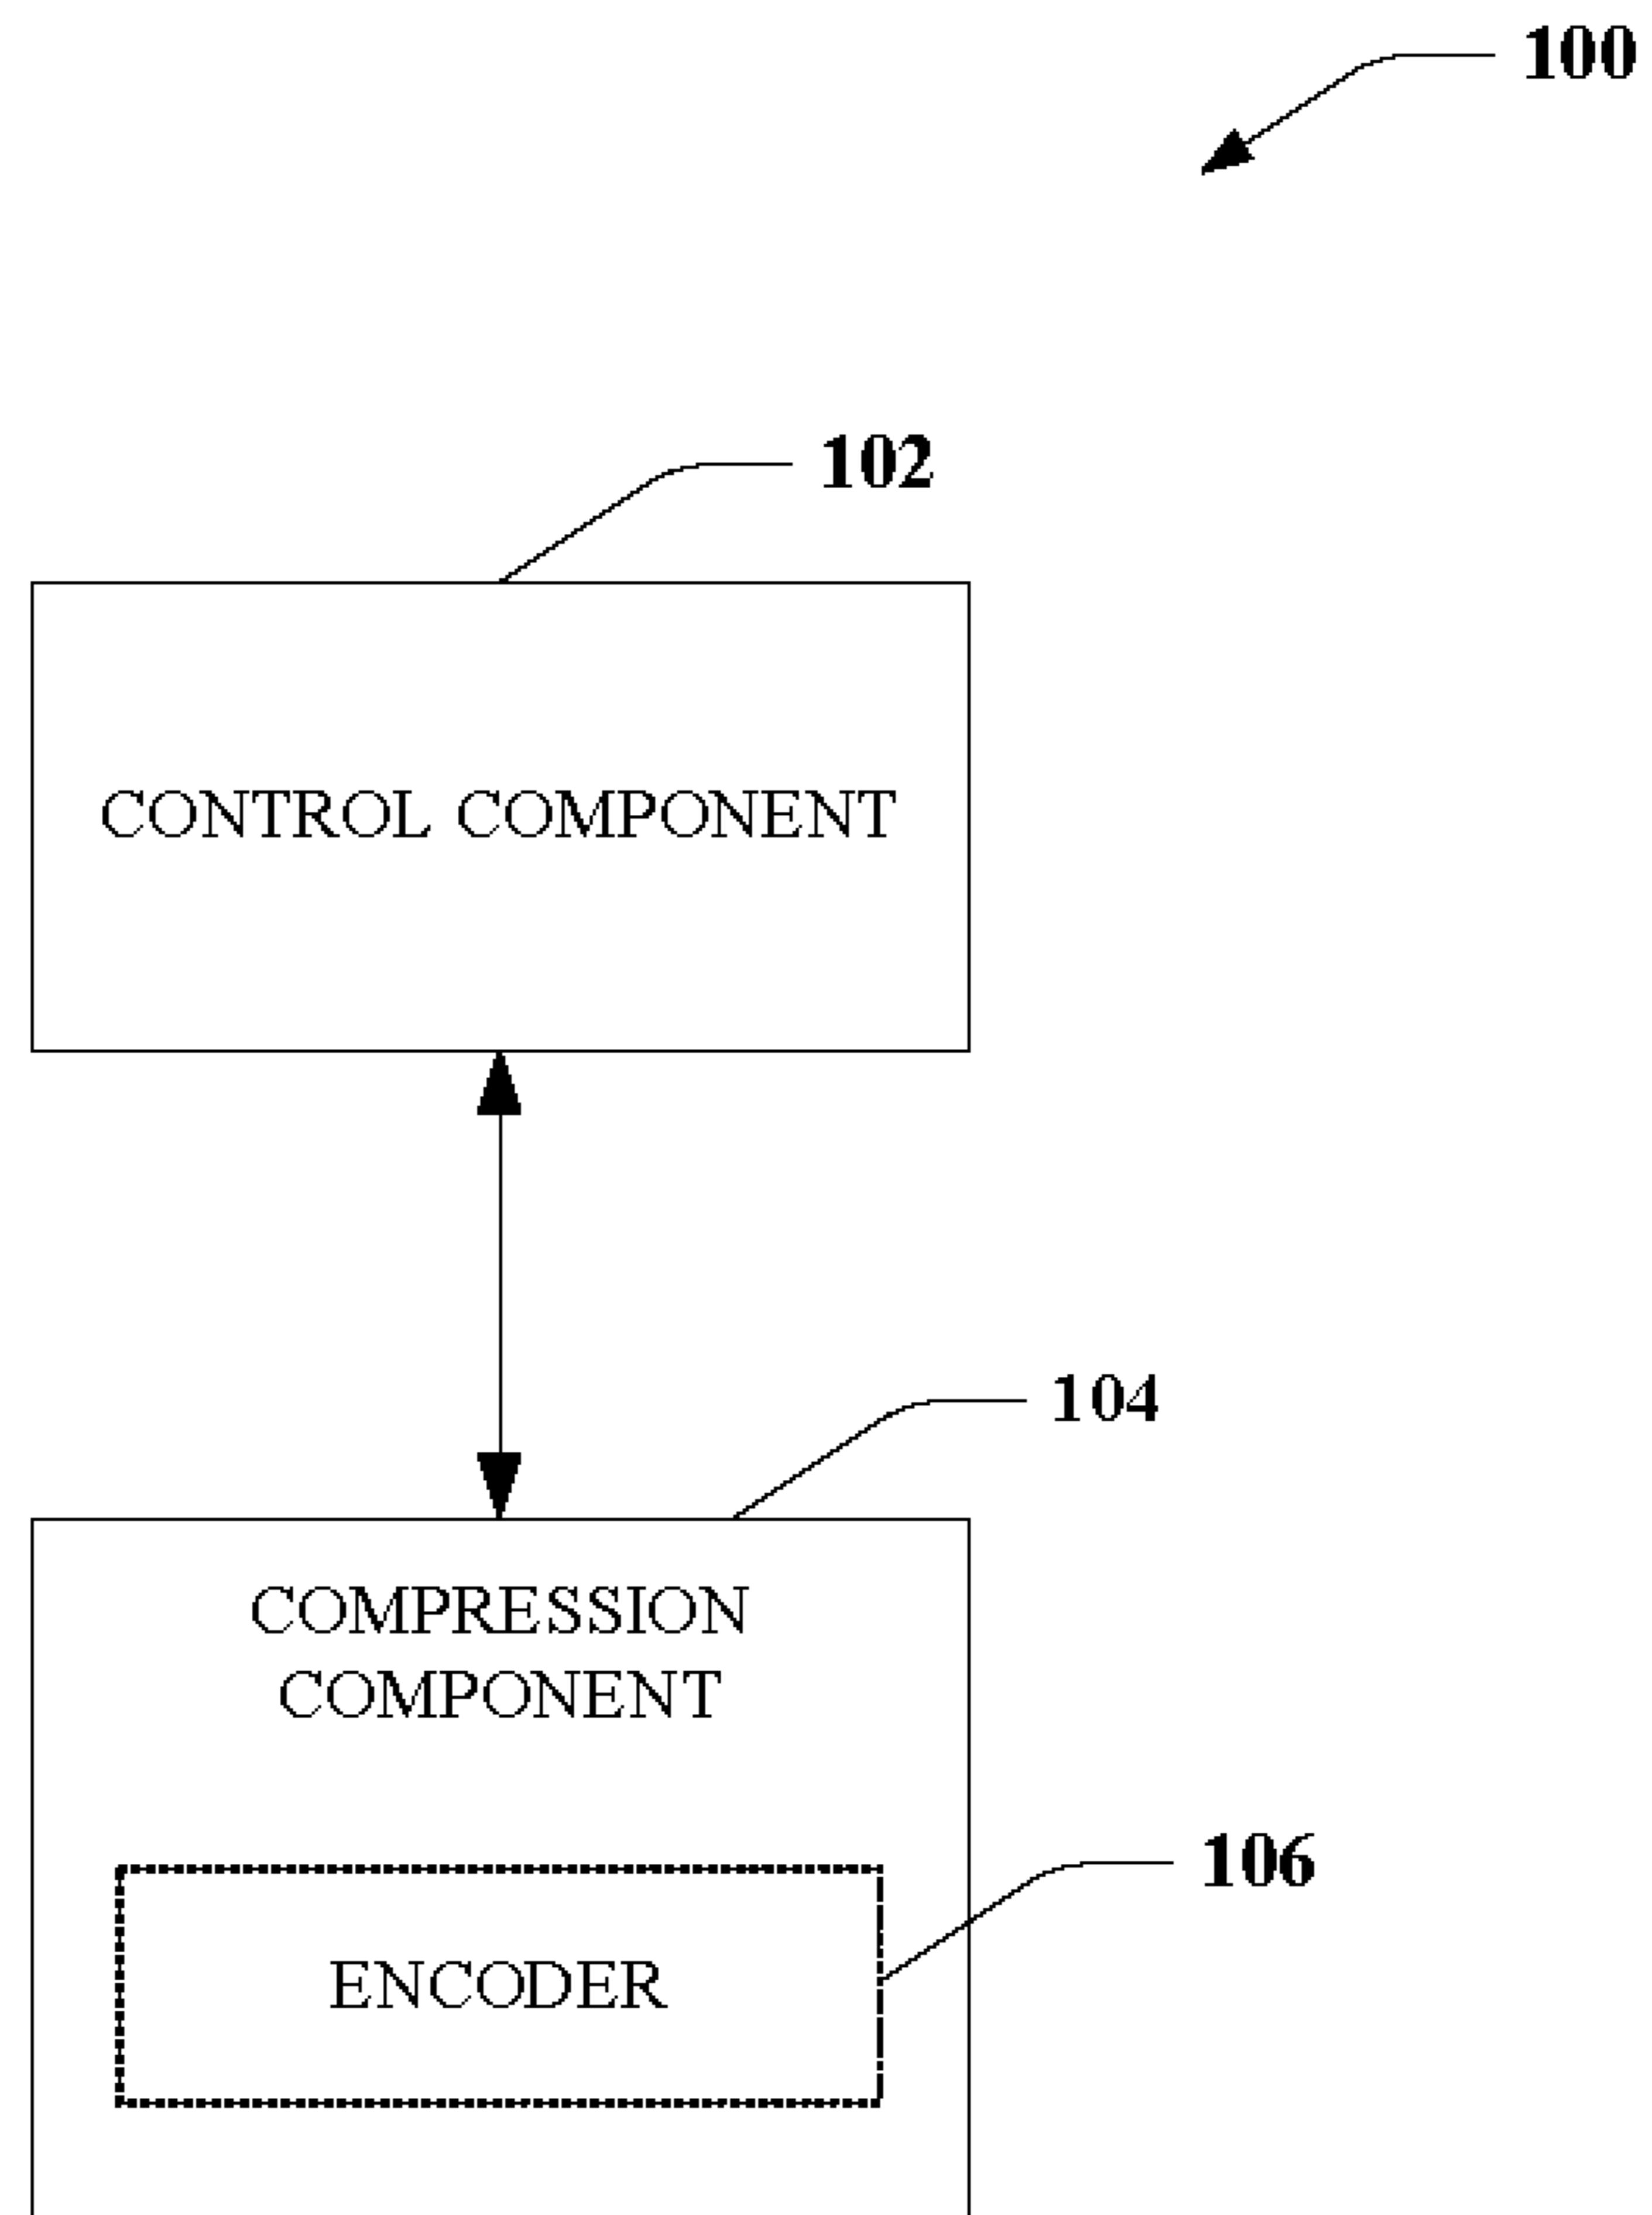 100
102
CONTROL COMPONENT
104
COMPRESSION
COMPONENT
106
ENCODER